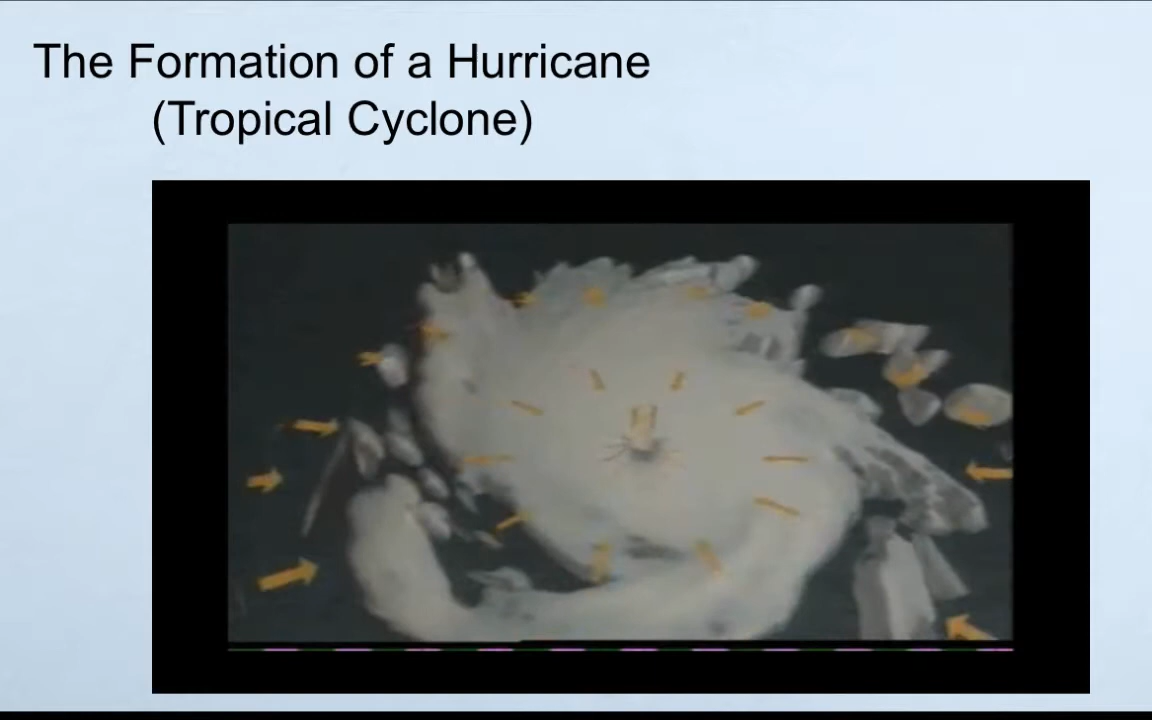 The Formation of a Hurricane
(Tropical Cyclone)